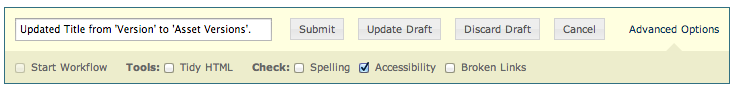 Updated Title from 'Version' to 'Asset Versions'. Submit Update Draft Discard Draft Cancel Advanced Options
Start Workflow Tools: Tidy HTML Check: Spelling Accessibility Broken Links